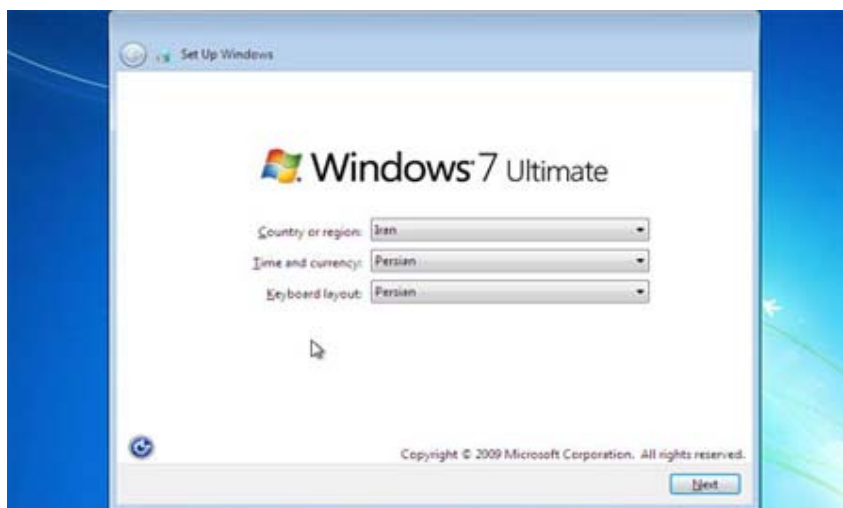 Set Up Windows
Windows 7 Ultimate
Country or region: Iran
Time and currency: Persian
Keyboard layout: Persian
Copyright © 2009 Microsoft Corporation. All rights reserved.
Next